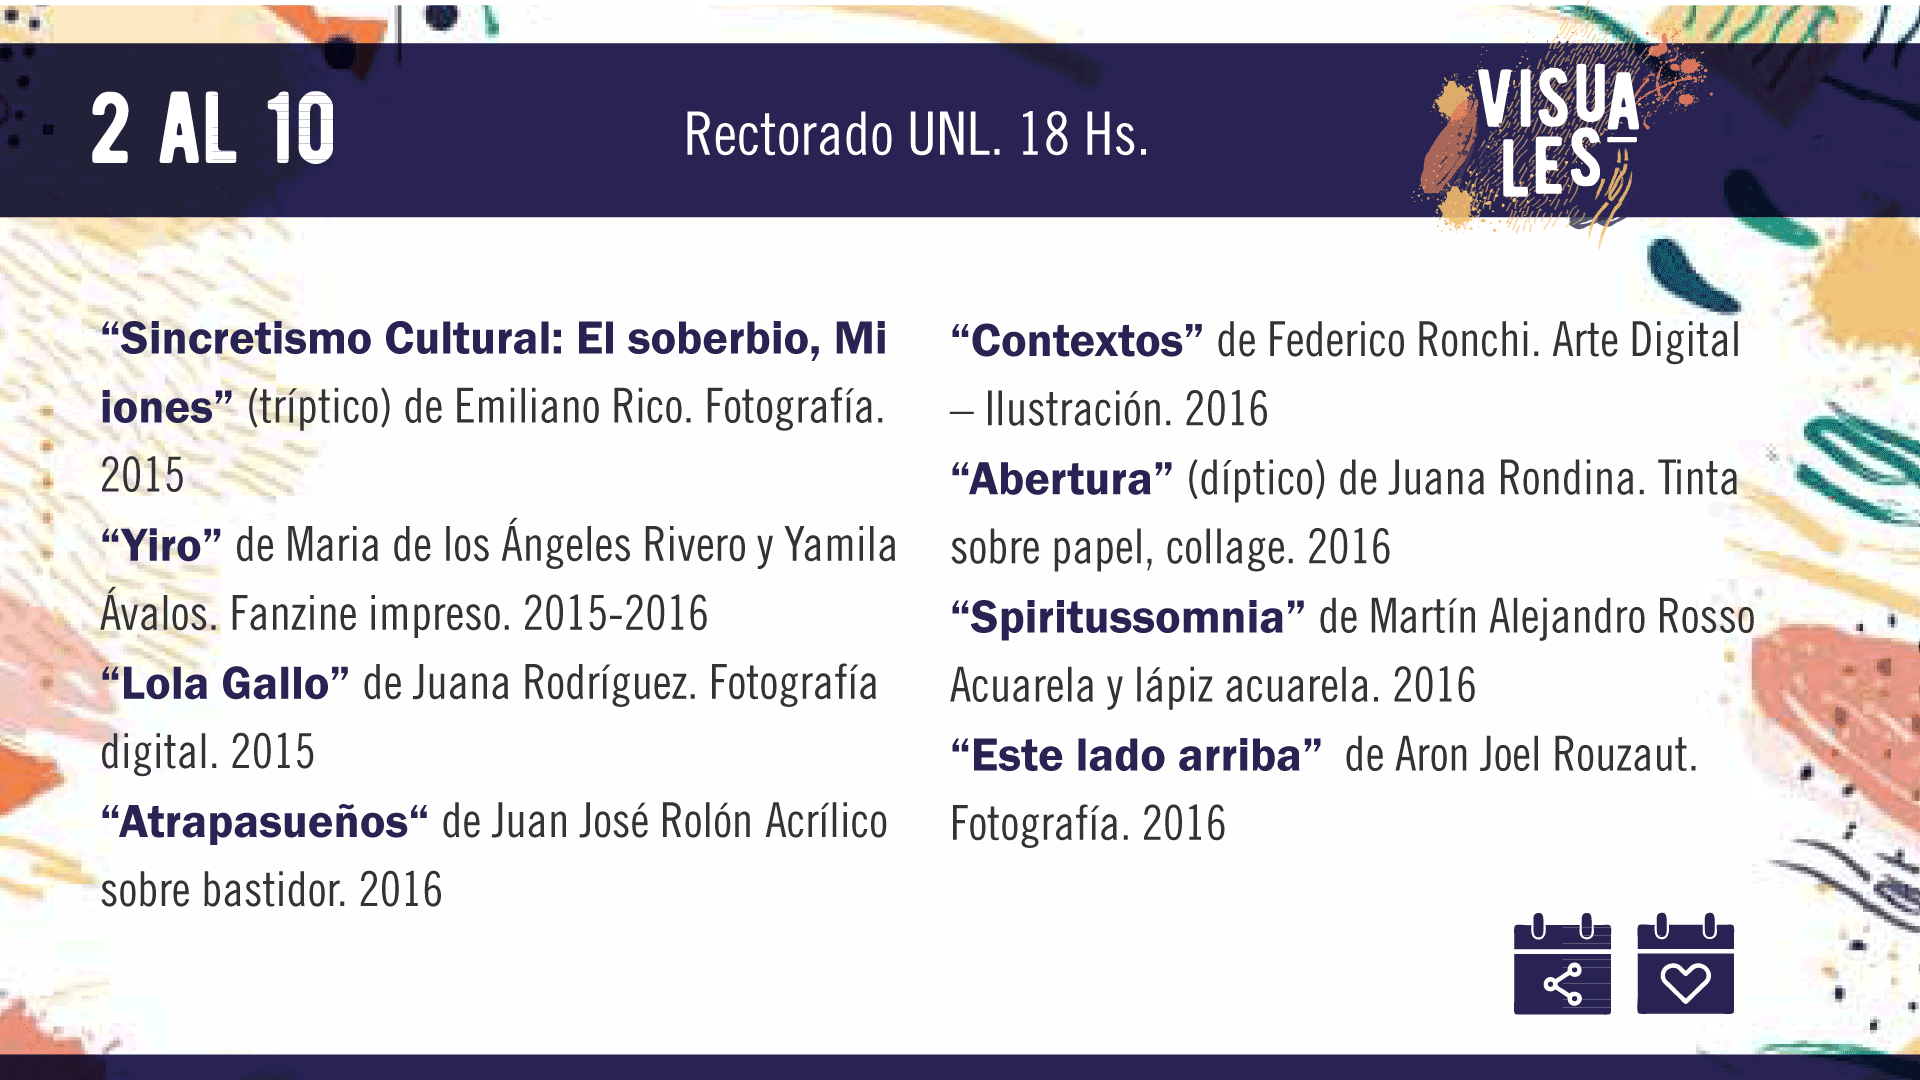 2 AL 10
Rectorado UNL. 18 Hs.
VISUA
LES_
“Sincretismo Cultural: El soberbio, Mi
iones” (tríptico) de Emiliano Rico. Fotografía.
2015
“Yiro” de Maria de los Ángeles Rivero y Yamila
Ávalos. Fanzine impreso. 2015-2016
“Lola Gallo” de Juana Rodríguez. Fotografía
digital. 2015
“Atrapasueños“ de Juan José Rolón Acrílico
sobre bastidor. 2016
“Contextos” de Federico Ronchi. Arte Digital
– Ilustración. 2016
“Abertura” (díptico) de Juana Rondina. Tinta
sobre papel, collage. 2016
“Spiritussomnia” de Martín Alejandro Rosso
Acuarela y lápiz acuarela. 2016
“Este lado arriba” de Aron Joel Rouzaut.
Fotografía. 2016